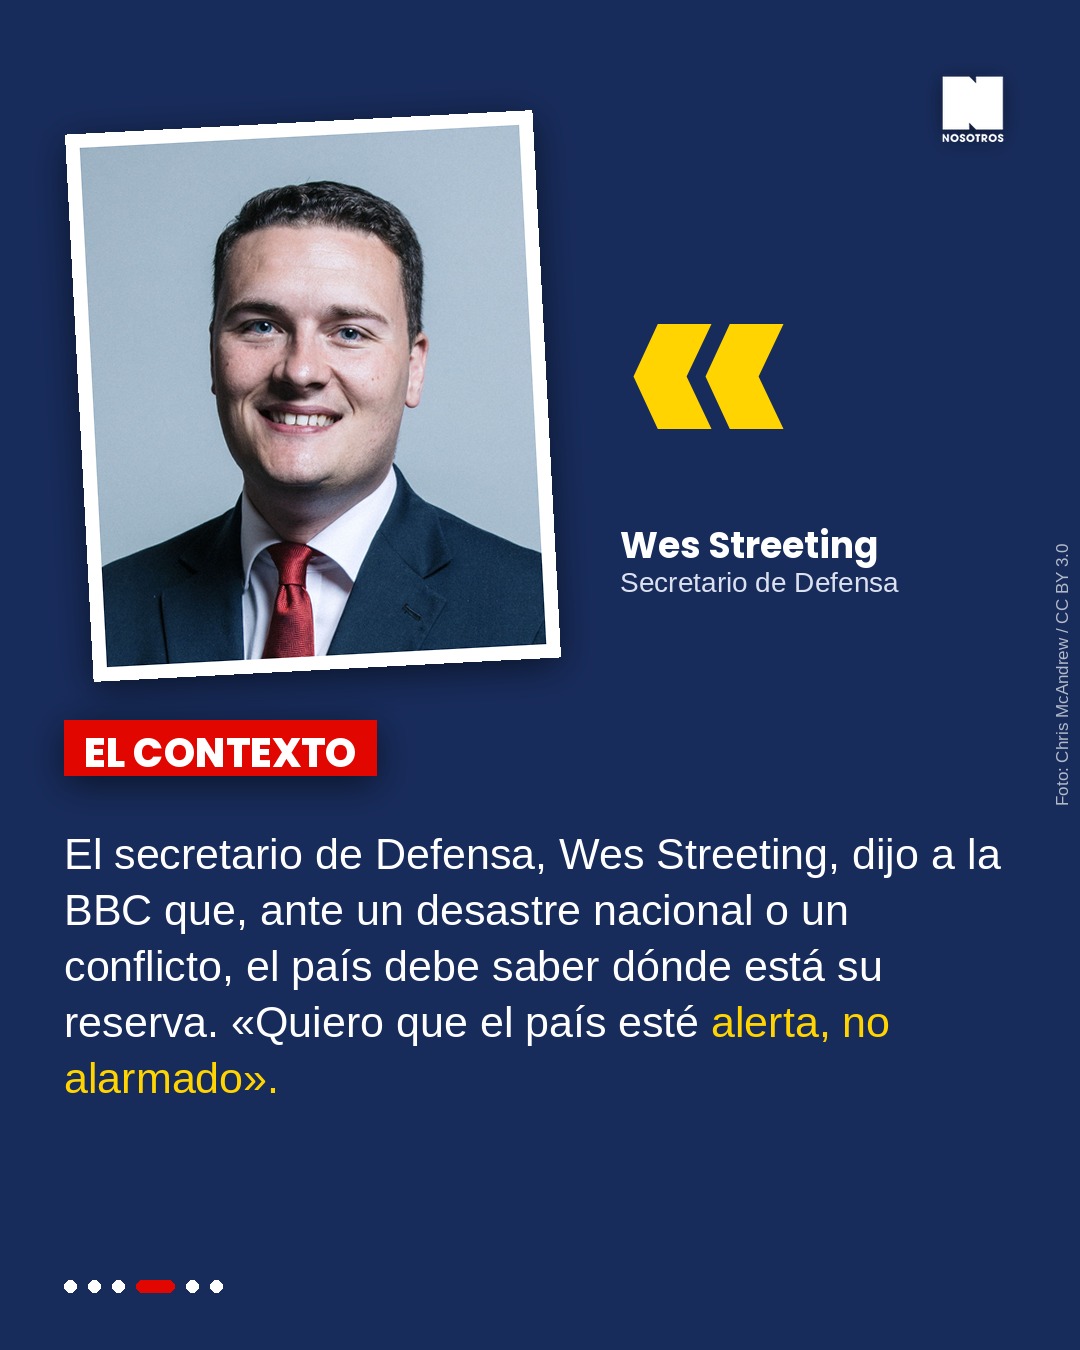 NOSOTROS
Wes Streeting
Secretario de Defensa
Foto: Chris McAndrew / CC BY 3.0
EL CONTEXTO
El secretario de Defensa, Wes Streeting, dijo a la
BBC que, ante un desastre nacional o un
conflicto, el país debe saber dónde está su
reserva. «Quiero que el país esté alerta, no
alarmado».